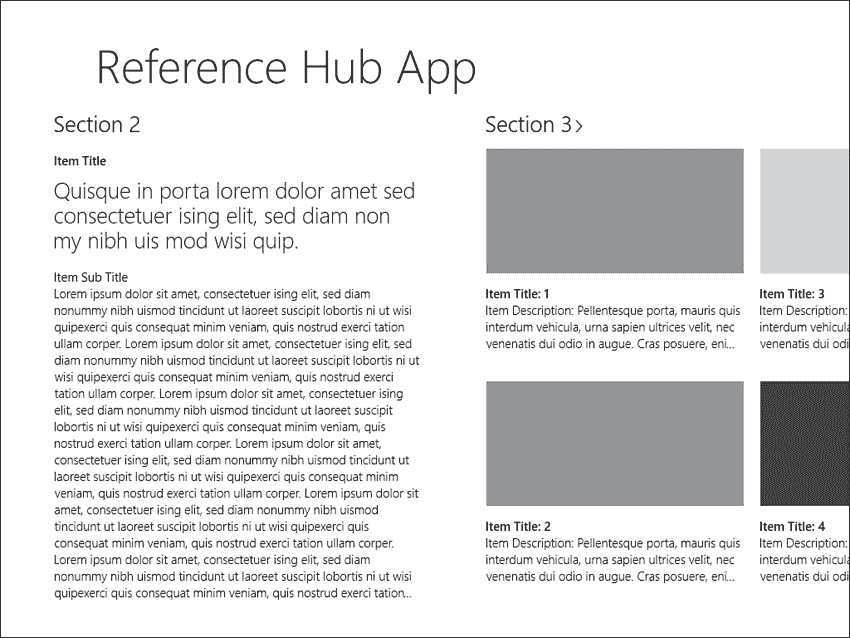 Reference Hub App
Section 2
Item Title
Quisque in porta lorem dolor amet sed
consectetuer ising elit, sed diam non
my nibh uis mod wisi quip.
Item Sub Title
Lorem ipsum dolor sit amet, consectetuer ising elit, sed diam
nonummy nibh uismod tincidunt ut laoreet suscipit lobortis ni ut wisi
quipexerci quis consequat minim veniam, quis nostrud exerci tation
ullam corper. Lorem ipsum dolor sit amet, consectetuer ising elit, sed
diam nonummy nibh uismod tincidunt ut laoreet suscipit lobortis ni ut
wisi quipexerci quis consequat minim veniam, quis nostrud exerci
tation ullam corper. Lorem ipsum dolor sit amet, consectetuer ising
elit, sed diam nonummy nibh uismod tincidunt ut laoreet suscipit
lobortis ni ut wisi quipexerci quis consequat minim veniam, quis
nostrud exerci tation ullam corper. Lorem ipsum dolor sit amet,
consectetuer ising elit, sed diam nonummy nibh uismod tincidunt ut
laoreet suscipit lobortis ni ut wisi quipexerci quis consequat minim
veniam, quis nostrud exerci tation ullam corper. Lorem ipsum dolor sit
amet, consectetuer ising elit, sed diam nonummy nibh uismod
tincidunt ut laoreet suscipit lobortis ni ut wisi quipexerci quis
consequat minim veniam, quis nostrud exerci tation ullam corper.
Lorem ipsum dolor sit amet, consectetuer ising elit, sed diam
nonummy nibh uismod tincidunt ut laoreet suscipit lobortis ni ut wisi
quipexerci quis consequat minim veniam, quis nostrud exerci tation...
Section 3>
Item Title: 1
Item Description: Pellentesque porta, mauris quis
interdum vehicula, urna sapien ultrices velit, nec
venenatis dui odio in augue. Cras posuere, eni...
Item Title: 2
Item Description: Pellentesque porta, mauris quis
interdum vehicula, urna sapien ultrices velit, nec
venenatis dui odio in augue. Cras posuere, eni...
Item Title: 3
Item Description:
interdum vehicula
venenatis dui odi
Item Title: 4
Item Description:
interdum vehicula
venenatis dui odi